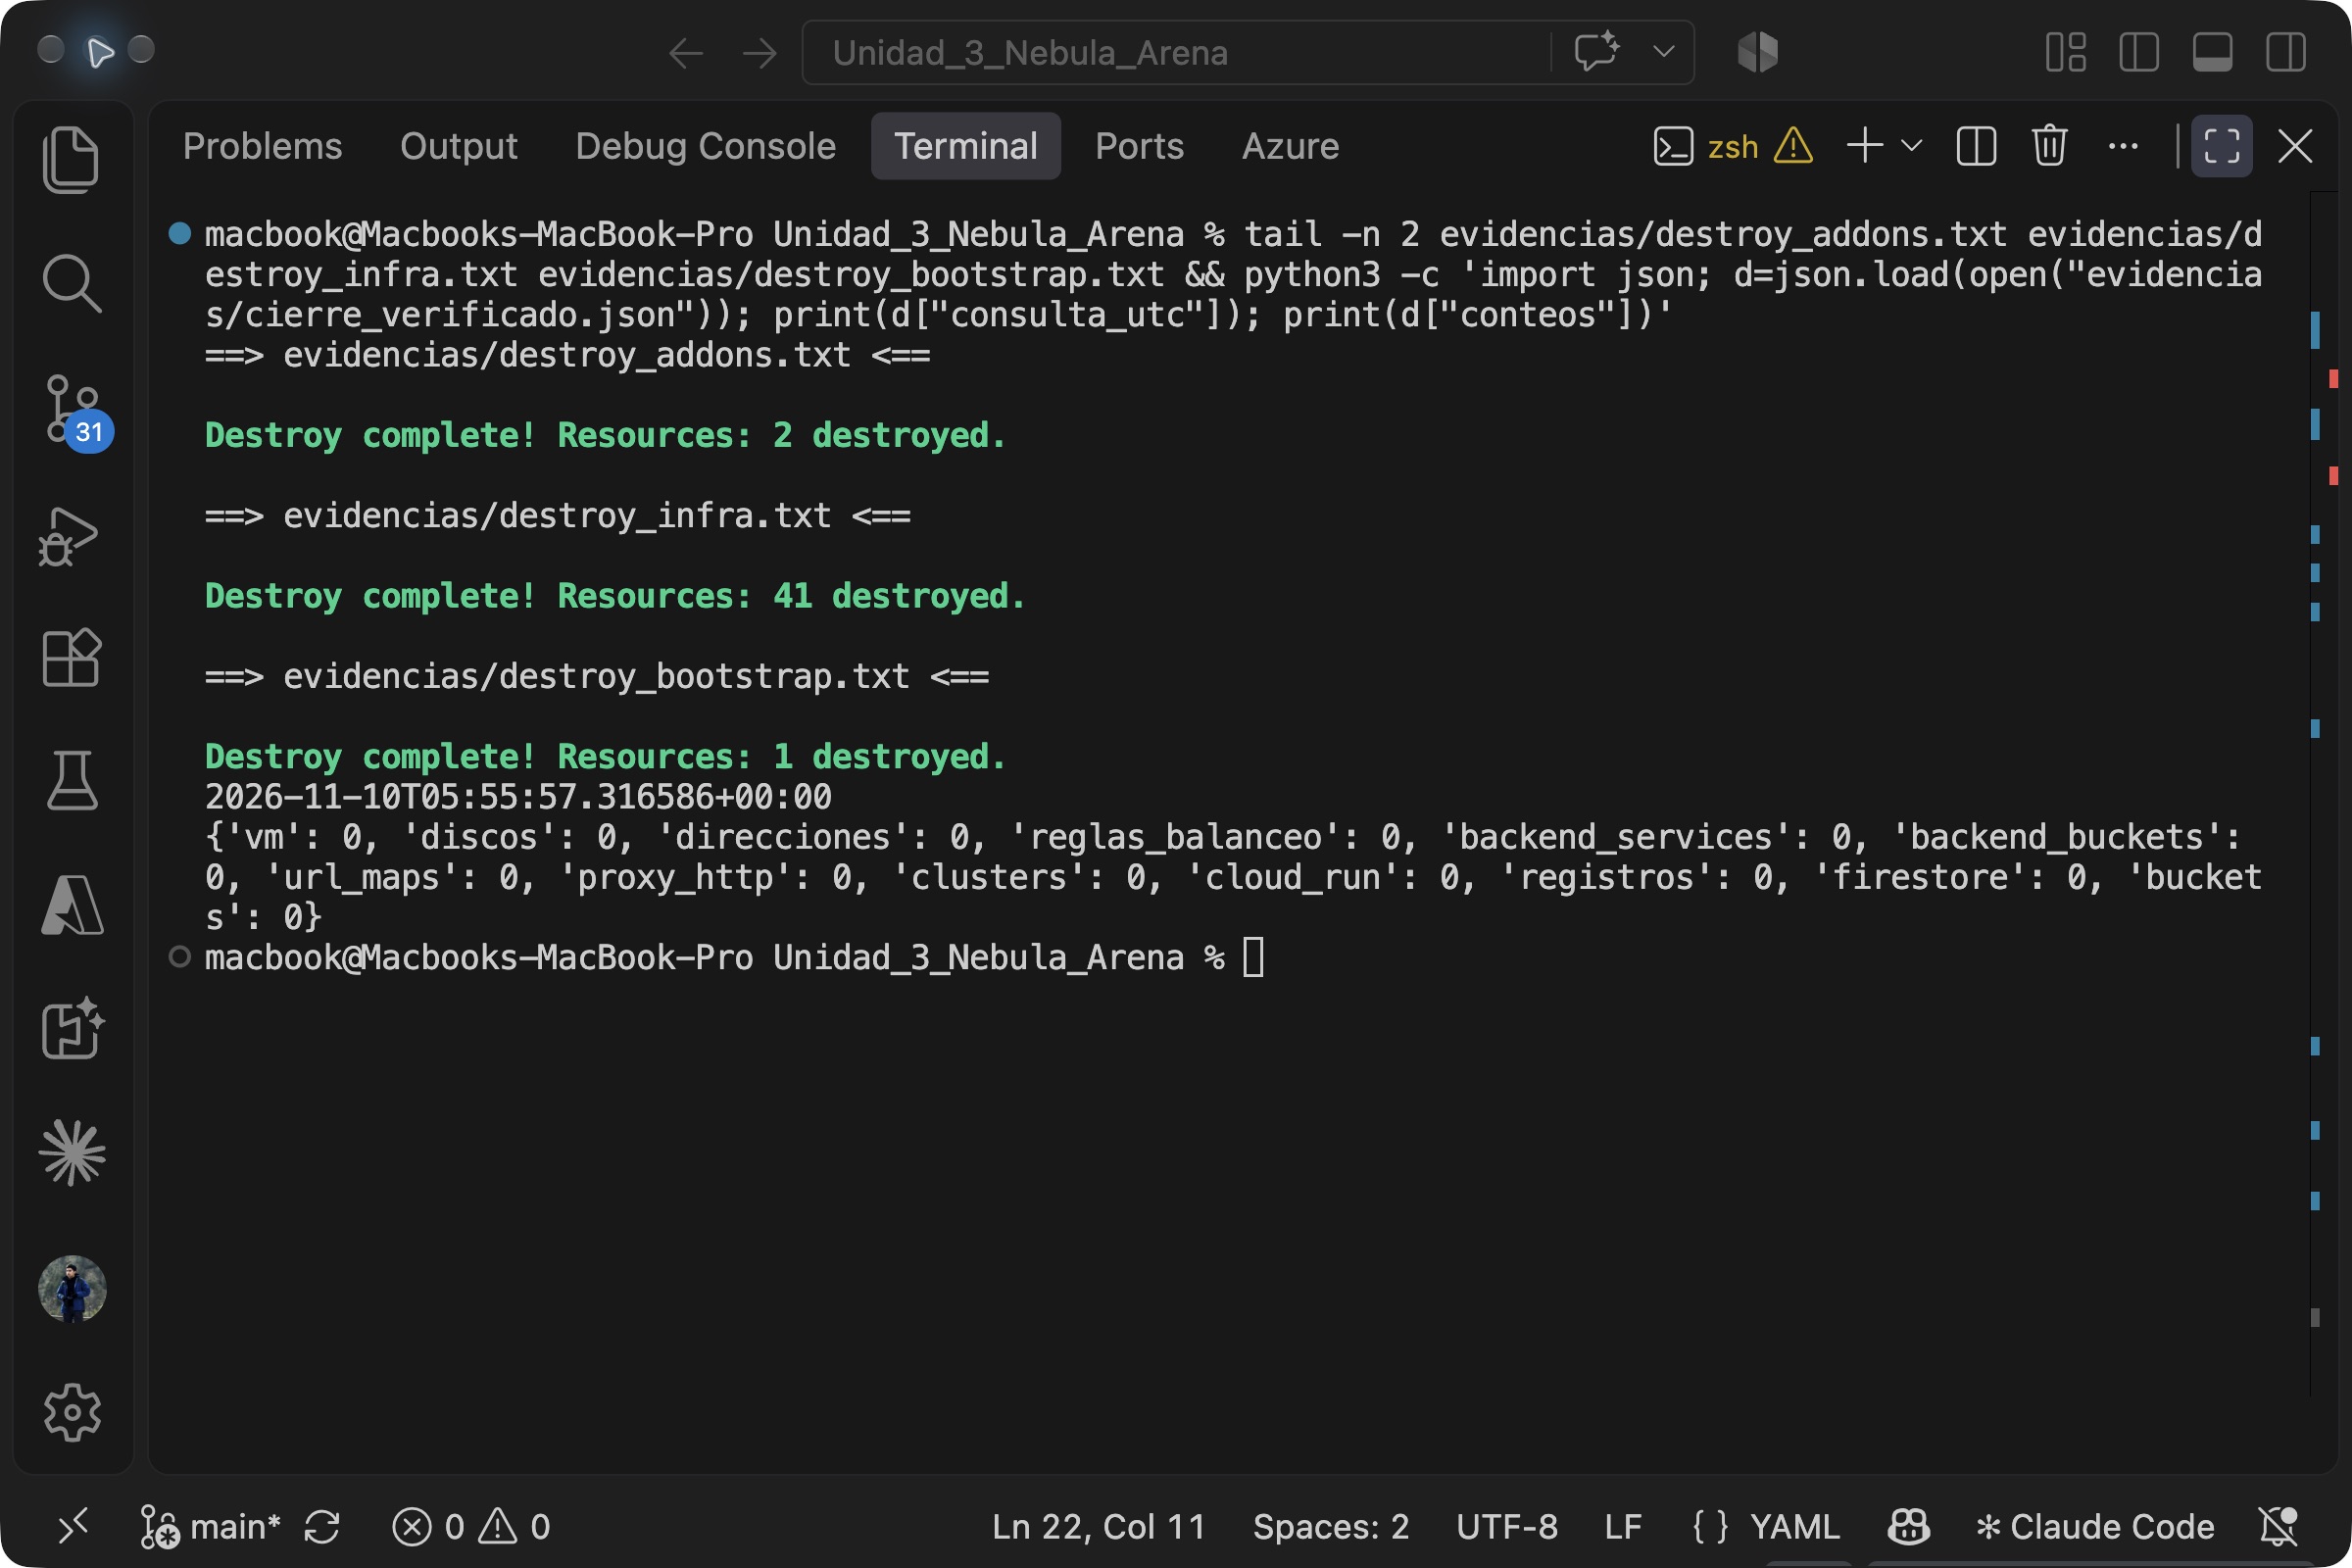 Unidad_3_Nebula_Arena
Problems Output Debug Console Terminal Ports Azure zsh
macbook@Macbooks-MacBook-Pro Unidad_3_Nebula_Arena % tail -n 2 evidencias/destroy_addons.txt evidencias/d
estroy_infra.txt evidencias/destroy_bootstrap.txt && python3 -c 'import json; d=json.load(open("evidencia
s/cierre_verificado.json")); print(d["consulta_utc"]); print(d["conteos"])'
==> evidencias/destroy_addons.txt <==
Destroy complete! Resources: 2 destroyed.
==> evidencias/destroy_infra.txt <==
Destroy complete! Resources: 41 destroyed.
==> evidencias/destroy_bootstrap.txt <==
Destroy complete! Resources: 1 destroyed.
2026-11-10T05:55:57.316586+00:00
{'vm': 0, 'discos': 0, 'direcciones': 0, 'reglas_balanceo': 0, 'backend_services': 0, 'backend_buckets':
0, 'url_maps': 0, 'proxy_http': 0, 'clusters': 0, 'cloud_run': 0, 'registros': 0, 'firestore': 0, 'bucket
s': 0}
macbook@Macbooks-MacBook-Pro Unidad_3_Nebula_Arena %
31
main* 0 0 Ln 22, Col 11 Spaces: 2 UTF-8 LF { } YAML Claude Code